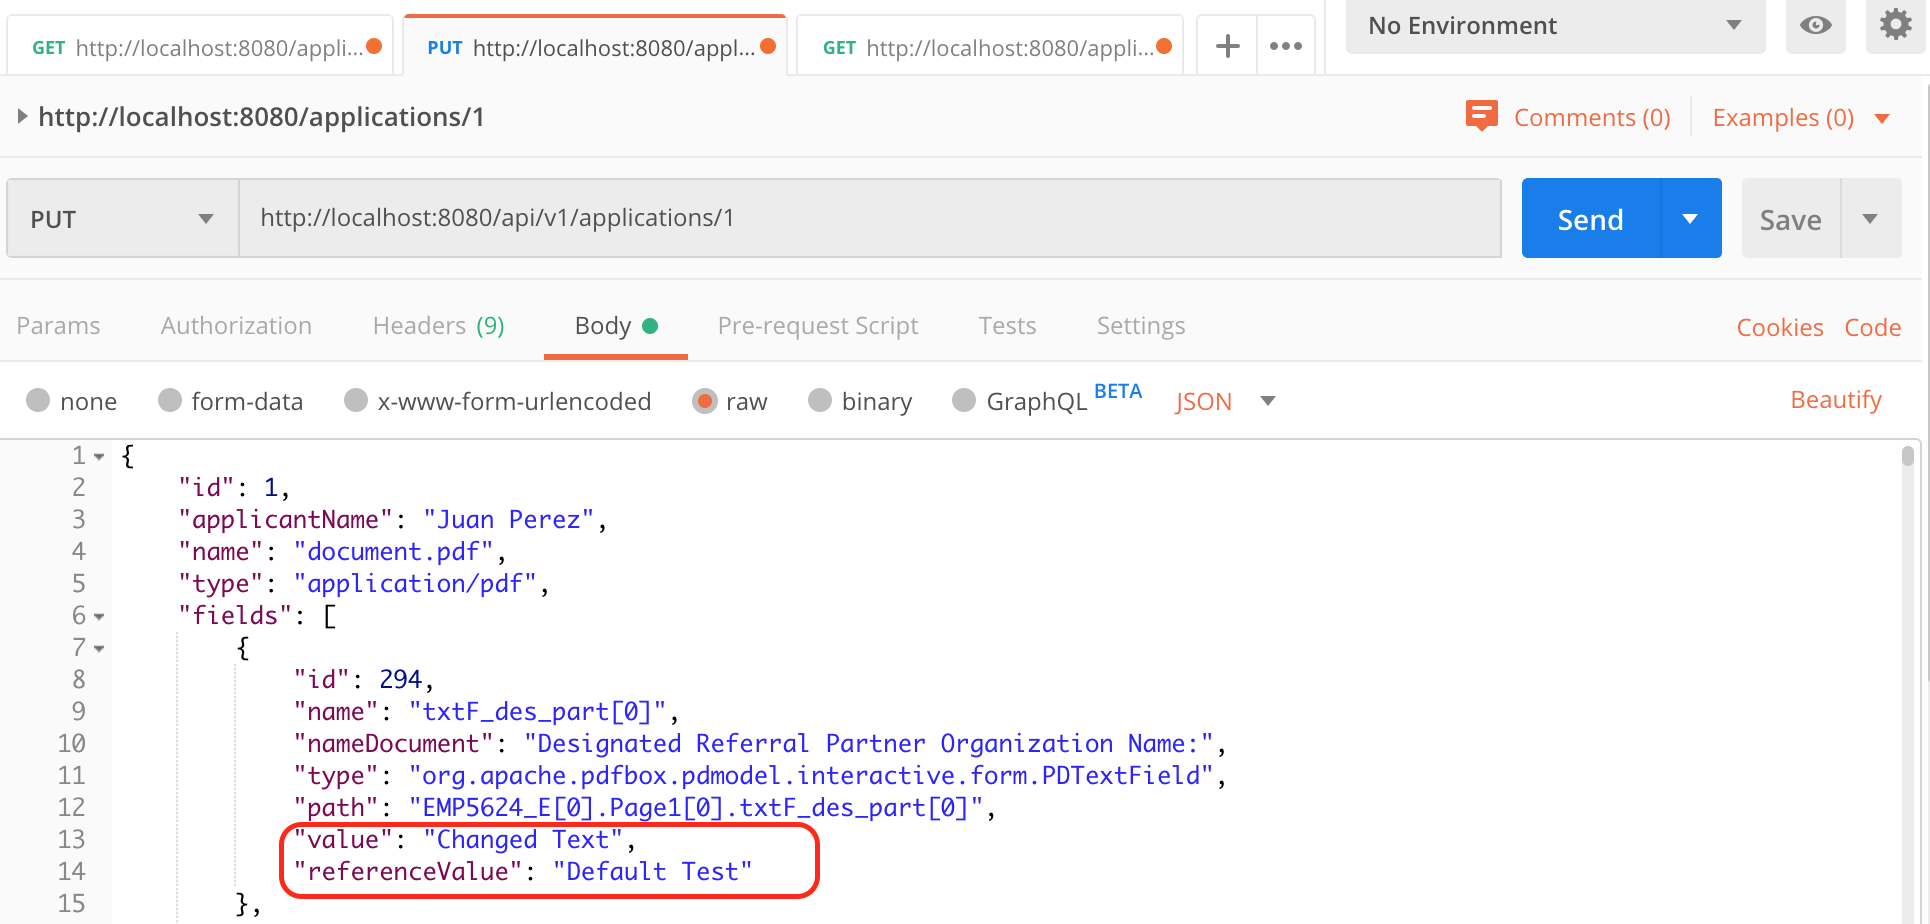 GET http://localhost:8080/appli... PUT http://localhost:8080/appl... GET http://localhost:8080/appli... + ••• No Environment
http://localhost:8080/applications/1 Comments (0) Examples (0)
PUT http://localhost:8080/api/v1/applications/1 Send Save
Params Authorization Headers (9) Body Pre-request Script Tests Settings Cookies Code
none form-data x-www-form-urlencoded raw binary GraphQL BETA JSON Beautify
1 {
2 "id": 1,
3 "applicantName": "Juan Perez",
4 "name": "document.pdf",
5 "type": "application/pdf",
6 "fields": [
7 {
8 "id": 294,
9 "name": "txtF_des_part[0]",
10 "nameDocument": "Designated Referral Partner Organization Name:",
11 "type": "org.apache.pdfbox.pdmodel.interactive.form.PDTextField",
12 "path": "EMP5624_E[0].Page1[0].txtF_des_part[0]",
13 "value": "Changed Text",
14 "referenceValue": "Default Test"
15 },